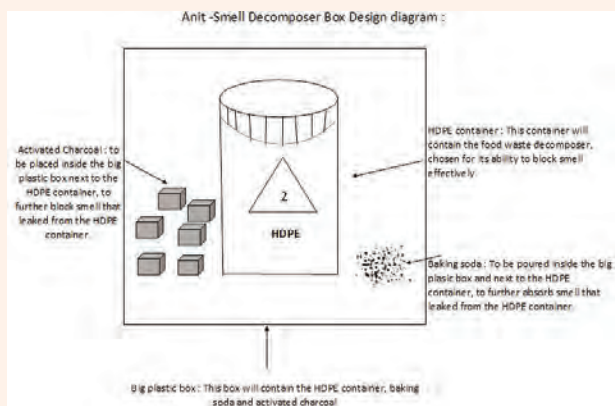 Anit -Smell Decomposer Box Design diagram :
Activated Charcoal : to
be placed inside the big
plastic box next to the
HDPE container, to
further block smell that
leaked from the HDPE
container.
2
HDPE
HDPE container : This container will
contain the food waste decomposer,
chosen for its ability to block smell
effectively
Baking soda : To be poured inside the big
plasic box and next to the HDPE
container, to further absorb smell that
leaked from the HDPE container.
Big plastic box : This box will contain the HDPE container, baking
soda and activated charcoal